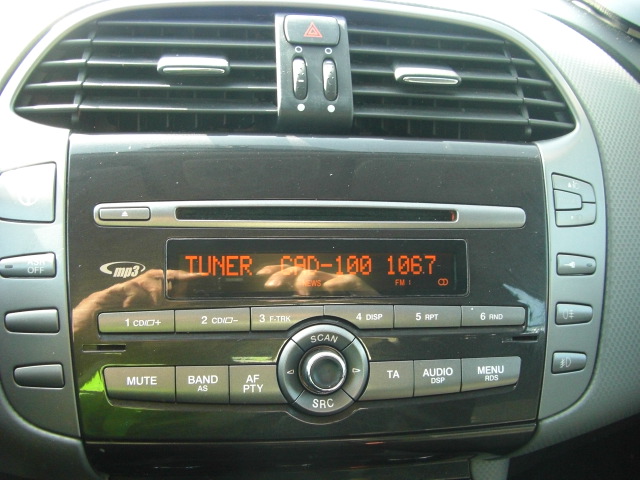 mp3
TUNER CAD-100 106.7
NEWS FM 1
1 CD+ 2 CD- 3 F-TRK 4 DISP 5 RPT 6 RND
SCAN
MUTE BAND AS AF PTY TA AUDIO DSP MENU RDS
SRC
OFF